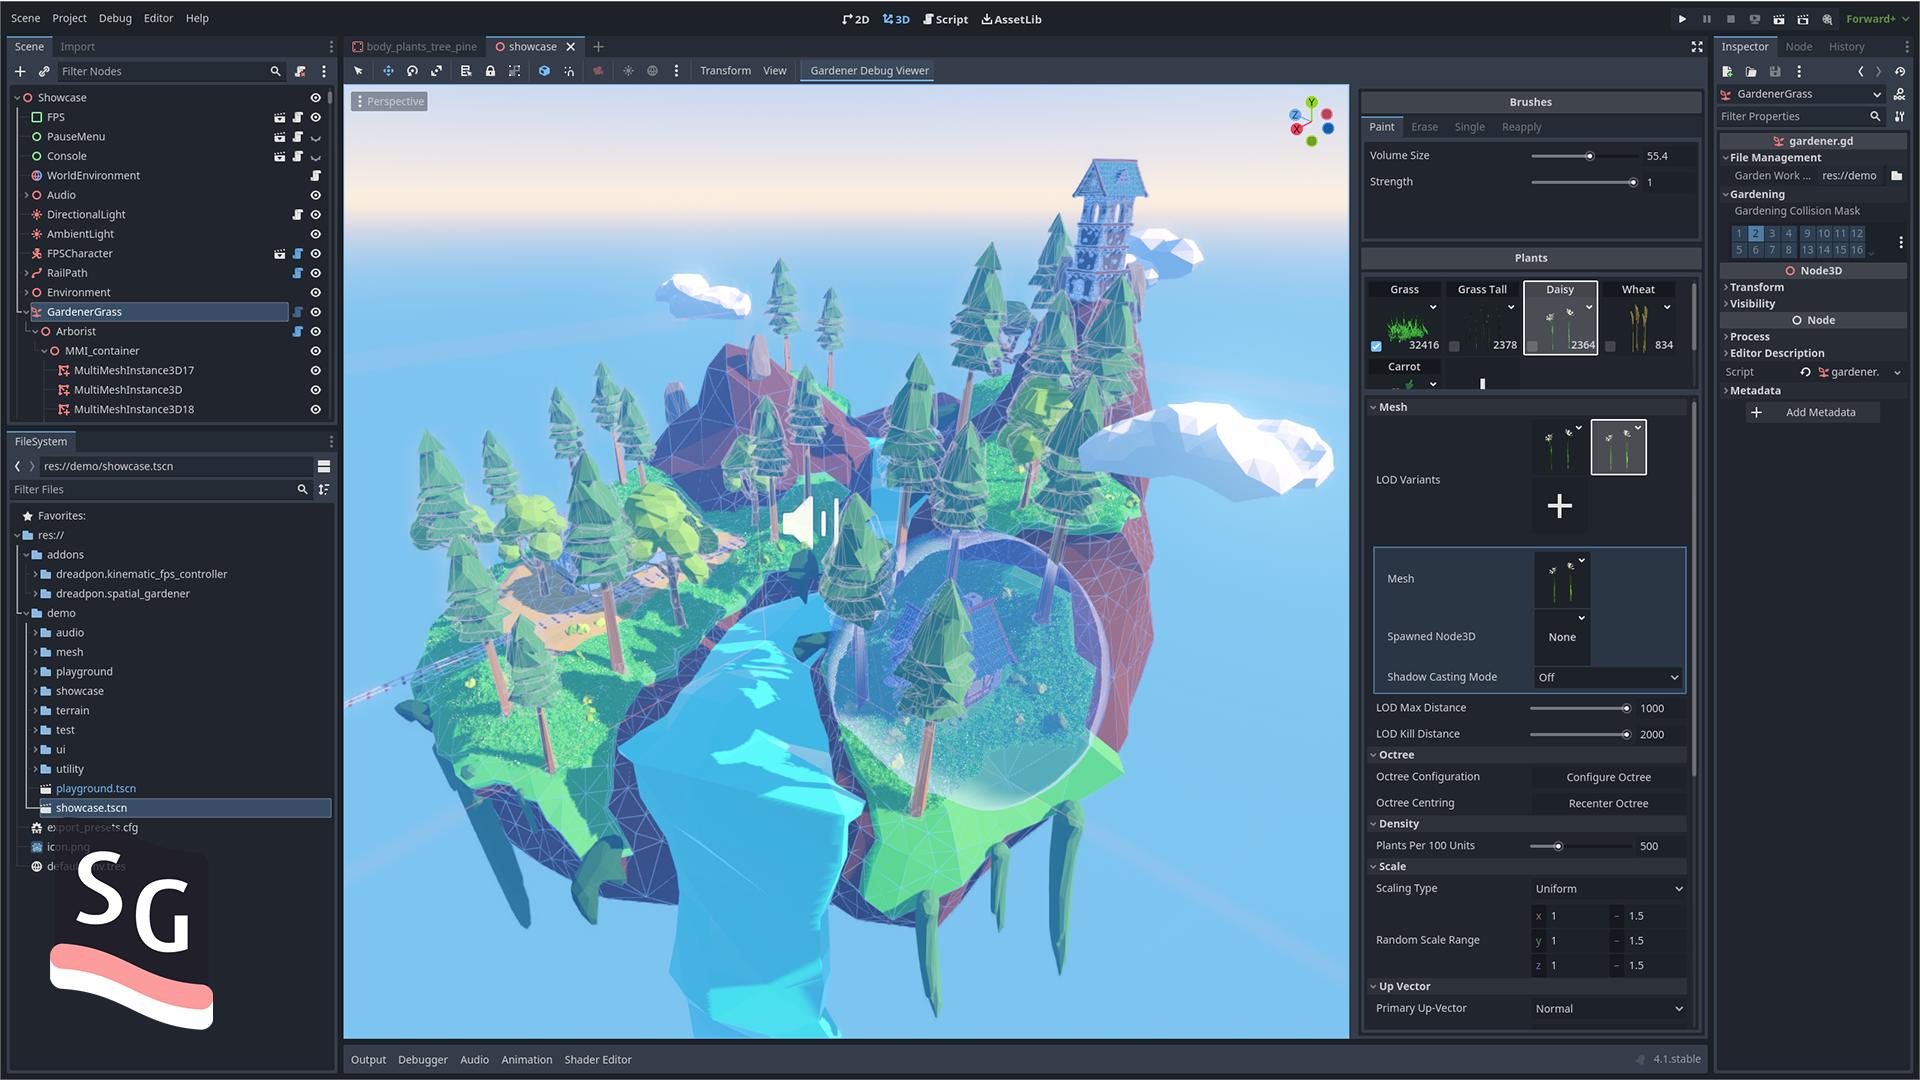 Scene Project Debug Editor Help
2D 3D Script AssetLib
Forward+
Scene Import
Filter Nodes
Showcase
FPS
PauseMenu
Console
WorldEnvironment
Audio
DirectionalLight
AmbientLight
FPSCharacter
RailPath
Environment
GardenerGrass
Arborist
MMI_container
MultiMeshInstance3D17
MultiMeshInstance3D
MultiMeshInstance3D18
FileSystem
res://demo/showcase.tscn
Filter Files
Favorites:
res://
addons
dreadpon.kinematic_fps_controller
dreadpon.spatial_gardener
demo
audio
mesh
playground
showcase
terrain
test
ui
utility
playground.tscn
showcase.tscn
export_presets.cfg
icon.png
default_env.tres
SG
body_plants_tree_pine showcase
Transform View Gardener Debug Viewer
Perspective
Y
Z
X
Brushes
Paint Erase Single Reapply
Volume Size 55.4
Strength 1
Plants
Grass Grass Tall Daisy Wheat
32416 2378 2364 834
Carrot
Mesh
LOD Variants
Mesh
Spawned Node3D None
Shadow Casting Mode Off
LOD Max Distance 1000
LOD Kill Distance 2000
Octree
Octree Configuration Configure Octree
Octree Centring Recenter Octree
Density
Plants Per 100 Units 500
Scale
Scaling Type Uniform
x 1 – 1.5
Random Scale Range y 1 – 1.5
z 1 – 1.5
Up Vector
Primary Up-Vector Normal
Output Debugger Audio Animation Shader Editor
4.1.stable
Inspector Node History
GardenerGrass
Filter Properties
gardener.gd
File Management
Garden Work ... res://demo
Gardening
Gardening Collision Mask
1 2 3 4 9 10 11 12
5 6 7 8 13 14 15 16
Node3D
Transform
Visibility
Node
Process
Editor Description
Script gardener.
Metadata
Add Metadata